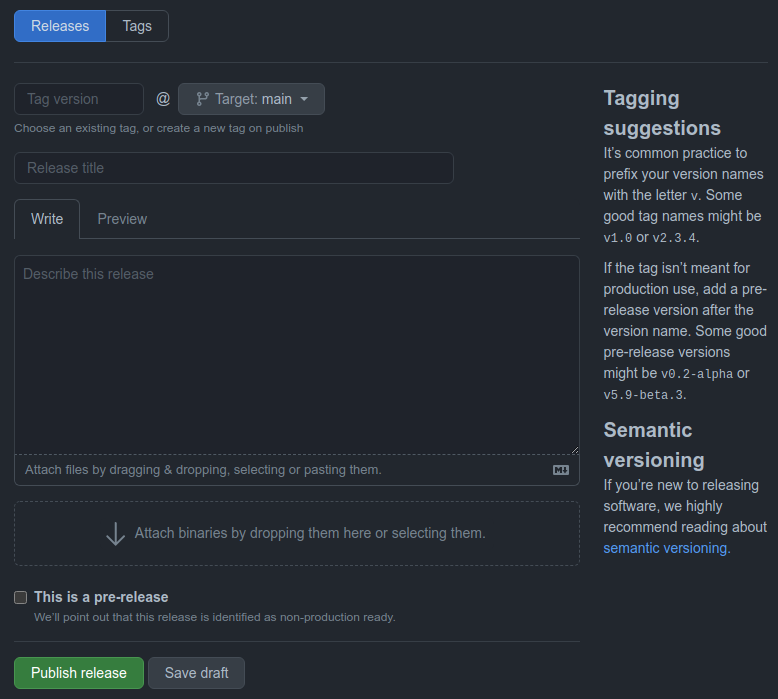 Releases Tags
Tag version @ Target: main
Choose an existing tag, or create a new tag on publish
Release title
Write Preview
Describe this release
Attach files by dragging & dropping, selecting or pasting them.
Attach binaries by dropping them here or selecting them.
This is a pre-release
We'll point out that this release is identified as non-production ready.
Publish release Save draft
Tagging
suggestions
It's common practice to
prefix your version names
with the letter v. Some
good tag names might be
v1.0 or v2.3.4.
If the tag isn't meant for
production use, add a pre-
release version after the
version name. Some good
pre-release versions
might be v0.2-alpha or
v5.9-beta.3.
Semantic
versioning
If you're new to releasing
software, we highly
recommend reading about
semantic versioning.